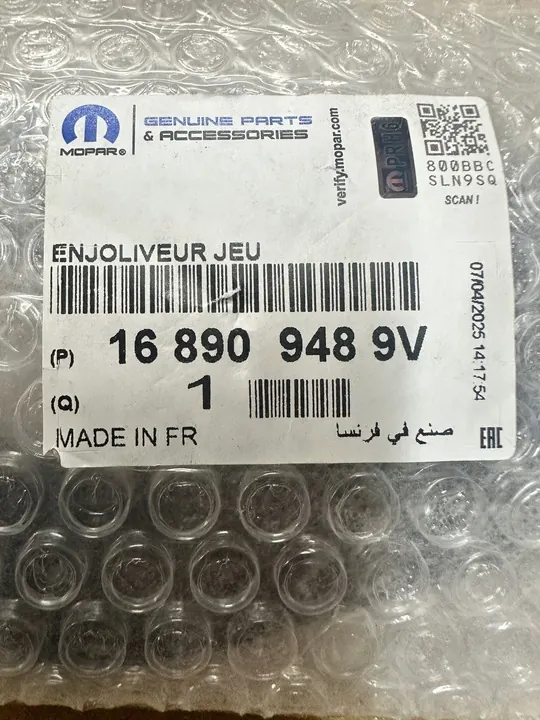 MOPAR®
GENUINE PARTS
& ACCESSORIES
verify.mopar.com
PRHG
800BBC
SLN9SQ
SCAN!
ENJOLIVEUR JEU
(P) 16 890 948 9V
07/04/2025 14:17:54
(Q) 1
MADE IN FR
صنع في فرنسا
EAC